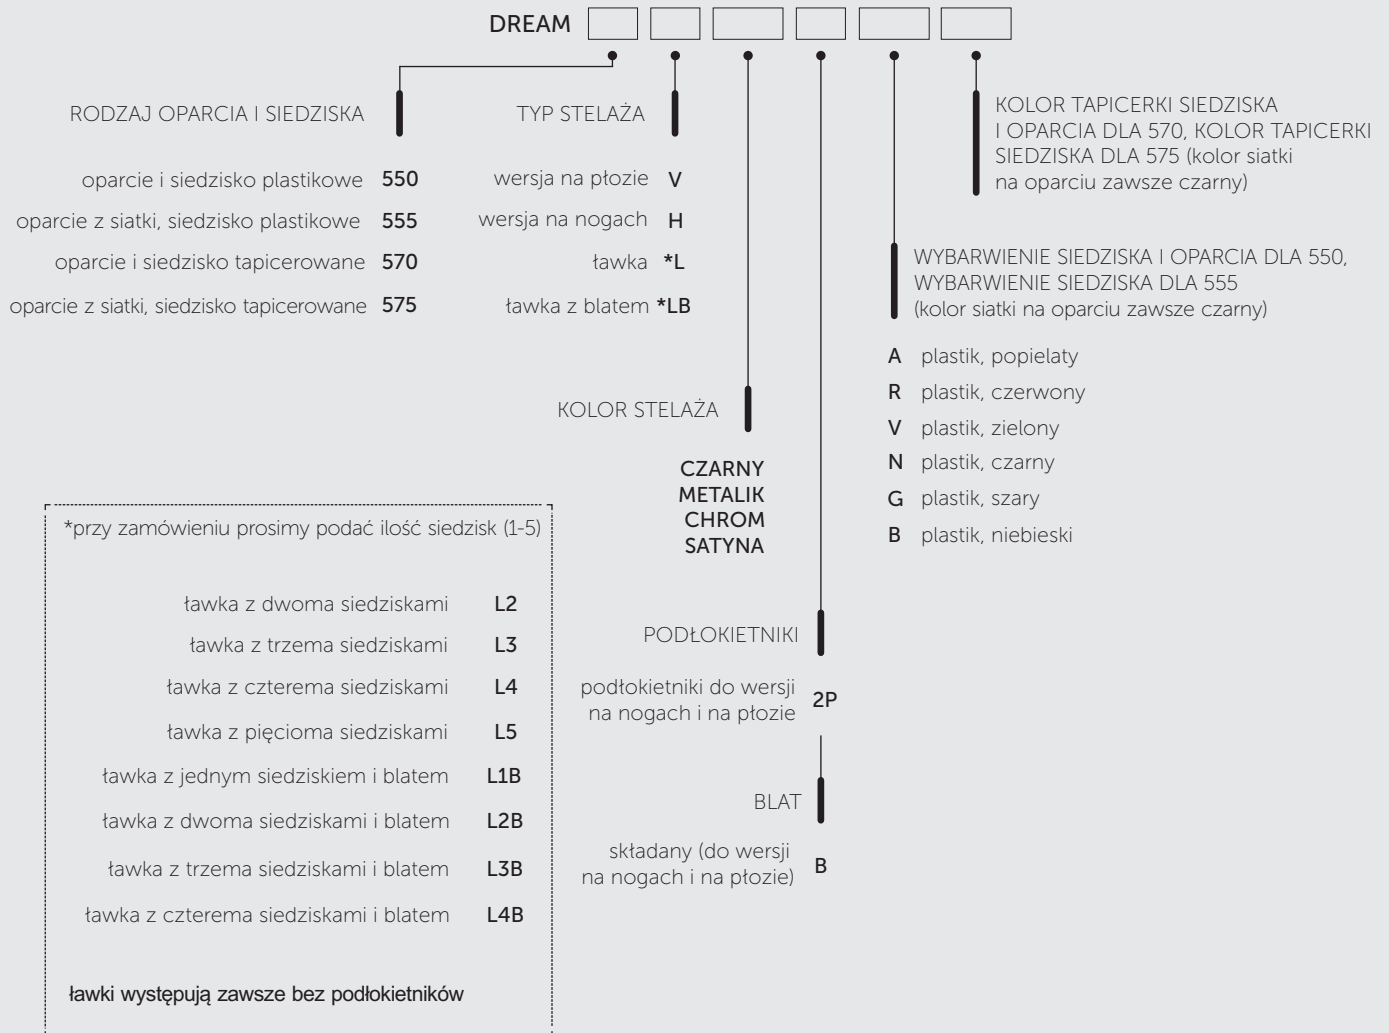 DREAM
RODZAJ OPARCIA I SIEDZISKA
oparcie i siedzisko plastikowe 550
oparcie z siatki, siedzisko plastikowe 555
oparcie i siedzisko tapicerowane 570
oparcie z siatki, siedzisko tapicerowane 575
TYP STELAŻA
wersja na płozie V
wersja na nogach H
ławka *L
ławka z blatem *LB
KOLOR TAPICERKI SIEDZISKA
I OPARCIA DLA 570, KOLOR TAPICERKI
SIEDZISKA DLA 575 (kolor siatki
na oparciu zawsze czarny)
WYBARWIENIE SIEDZISKA I OPARCIA DLA 550,
WYBARWIENIE SIEDZISKA DLA 555
(kolor siatki na oparciu zawsze czarny)
A plastik, popielaty
R plastik, czerwony
V plastik, zielony
N plastik, czarny
G plastik, szary
B plastik, niebieski
KOLOR STELAŻA
CZARNY
METALIK
CHROM
SATYNA
*przy zamówieniu prosimy podać ilość siedzisk (1-5)
ławka z dwoma siedziskami L2
ławka z trzema siedziskami L3
ławka z czterema siedziskami L4
ławka z pięcioma siedziskami L5
ławka z jednym siedziskiem i blatem L1B
ławka z dwoma siedziskami i blatem L2B
ławka z trzema siedziskami i blatem L3B
ławka z czterema siedziskami i blatem L4B
ławki występują zawsze bez podłokietników
PODŁOKIETNIKI
podłokietniki do wersji
na nogach i na płozie 2P
BLAT
składany (do wersji
na nogach i na płozie) B